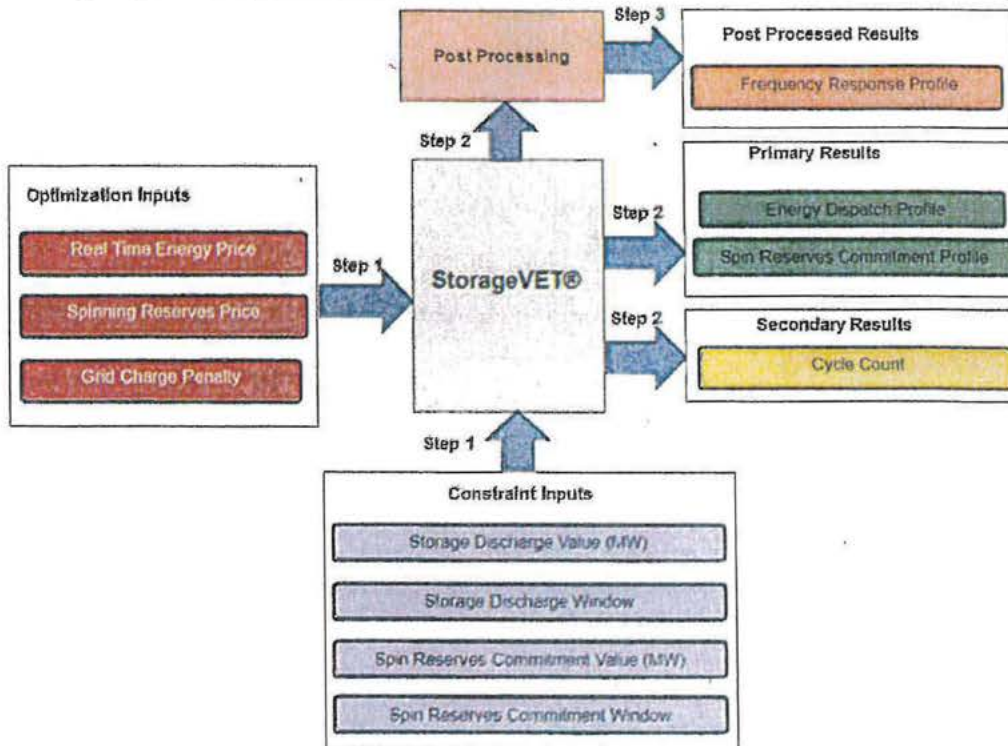 Step 3
Post Processing
Post Processed Results
Frequency Response Profile
Step 2
Primary Results
Energy Dispatch Profile
Spin Reserves Commitment Profile
Step 2
Optimization Inputs
Real Time Energy Price
Spinning Reserves Price
Grid Charge Penalty
Step 1
StorageVET®
Step 2
Secondary Results
Cycle Count
Step 1
Constraint Inputs
Storage Discharge Value (MW)
Storage Discharge Window
Spin Reserves Commitment Value (MW)
Spin Reserves Commitment Window